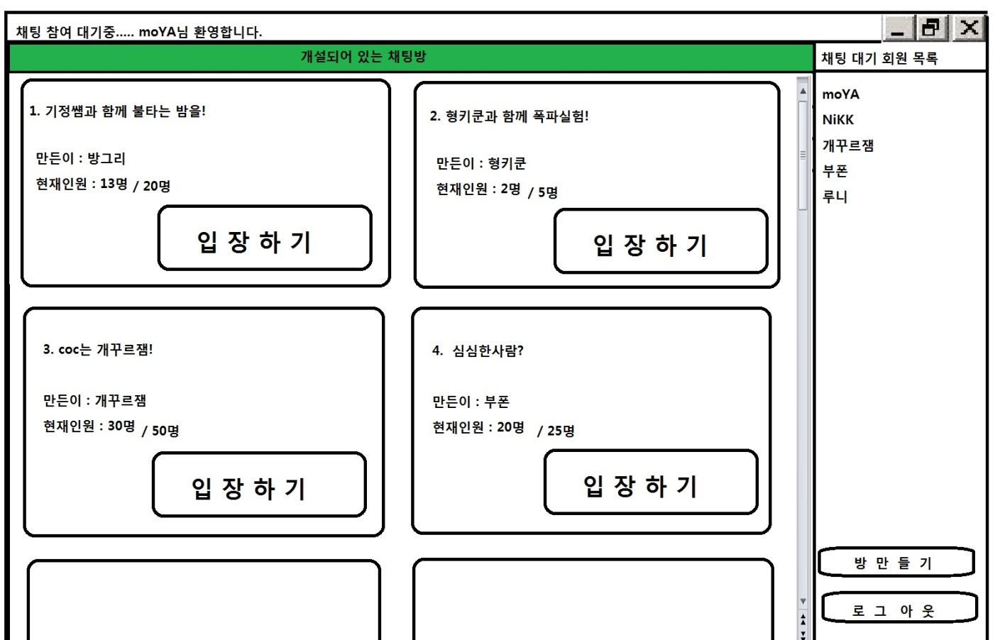 채팅 참여 대기중..... moYA님 환영합니다.
개설되어 있는 채팅방
1. 기정쌤과 함께 불타는 밤을!
만든이 : 방그리
현재인원 : 13명 / 20명
입 장 하 기
2. 형키쿤과 함께 폭파실험!
만든이 : 형키쿤
현재인원 : 2명 / 5명
입 장 하 기
3. coc는 개꾸르잼!
만든이 : 개꾸르잼
현재인원 : 30명 / 50명
입 장 하 기
4. 심심한사람?
만든이 : 부폰
현재인원 : 20명 / 25명
입 장 하 기
채팅 대기 회원 목록
moYA
NiKK
개꾸르잼
부폰
루니
방 만 들 기
로 그 아 웃